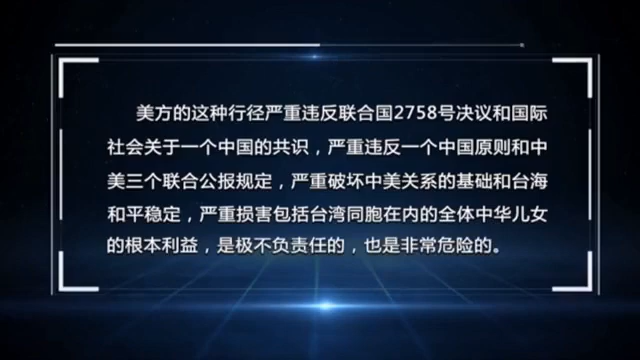 美方的这种行径严重违反联合国2758号决议和国际
社会关于一个中国的共识，严重违反一个中国原则和中
美三个联合公报规定，严重破坏中美关系的基础和台海
和平稳定，严重损害包括台湾同胞在内的全体中华儿女
的根本利益，是极不负责任的，也是非常危险的。